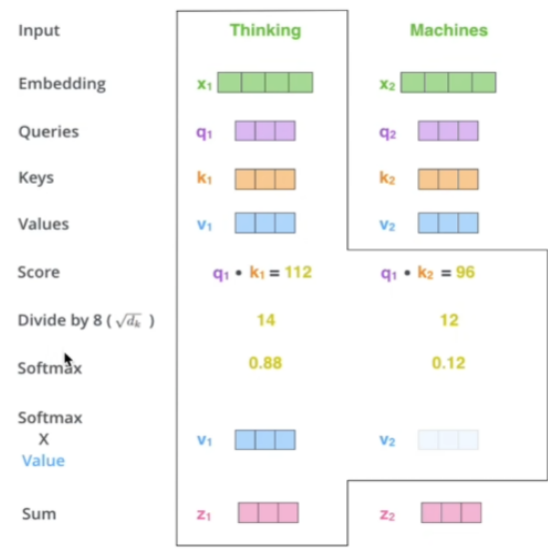 Input Thinking Machines
Embedding x₁ x₂
Queries q₁ q₂
Keys k₁ k₂
Values v₁ v₂
Score q₁ • k₁ = 112 q₁ • k₂ = 96
Divide by 8 ( √dₖ ) 14 12
Softmax 0.88 0.12
Softmax
X v₁ v₂
Value
Sum z₁ z₂